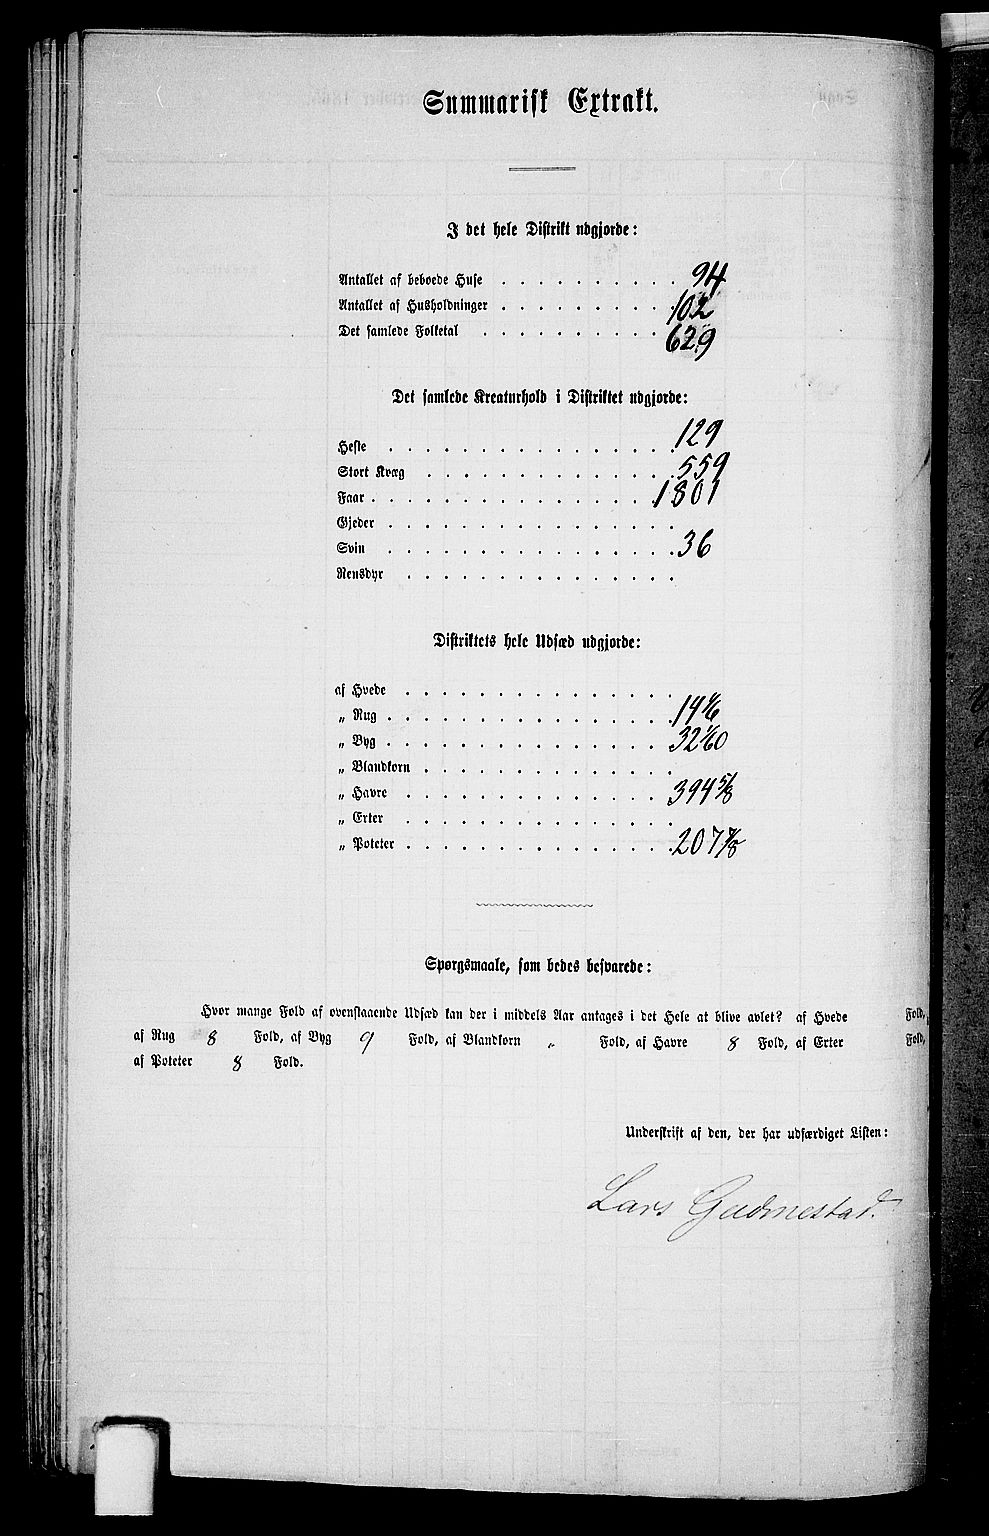 Summarisk Extrakt.
I det hele Distrikt udgjorde:
Antallet af beboede Huse . . . . . . . . . . 94
Antallet af Husholdninger . . . . . . . . . . 102
Det samlede Folketal . . . . . . . . . . . 629
Det samlede Kreaturhold i Distriktet udgjorde:
Heste . . . . . . . . . . . . . . . . 129
Stort Kvæg . . . . . . . . . . . . . . 559
Faar . . . . . . . . . . . . . . . . 1801
Gjeder . . . . . . . . . . . . . . . .
Svin . . . . . . . . . . . . . . . . 36
Rensdyr . . . . . . . . . . . . . . .
Distriktets hele Udsæd udgjorde:
af Hvede . . . . . . . . . . . . . . .
„ Rug . . . . . . . . . . . . . . . . 14 1/6
„ Byg . . . . . . . . . . . . . . . . 32
„ Blandkorn . . . . . . . . . . . . . .
„ Havre . . . . . . . . . . . . . . . 394 5/8
„ Erter . . . . . . . . . . . . . . .
„ Poteter . . . . . . . . . . . . . . . 207
Spørgsmaale, som bedes besvarede:
Hvor mange Fold af ovenstaaende Udsæd kan der i middels Aar antages i det Hele at blive avlet? af Hvede Fold,
af Rug 8 Fold, af Byg 9 Fold, af Blandkorn „ Fold, af Havre 8 Fold, af Erter Fold,
af Poteter 8 Fold.
Underskrift af den, der har udfærdiget Listen:
Lars Gudmestad.